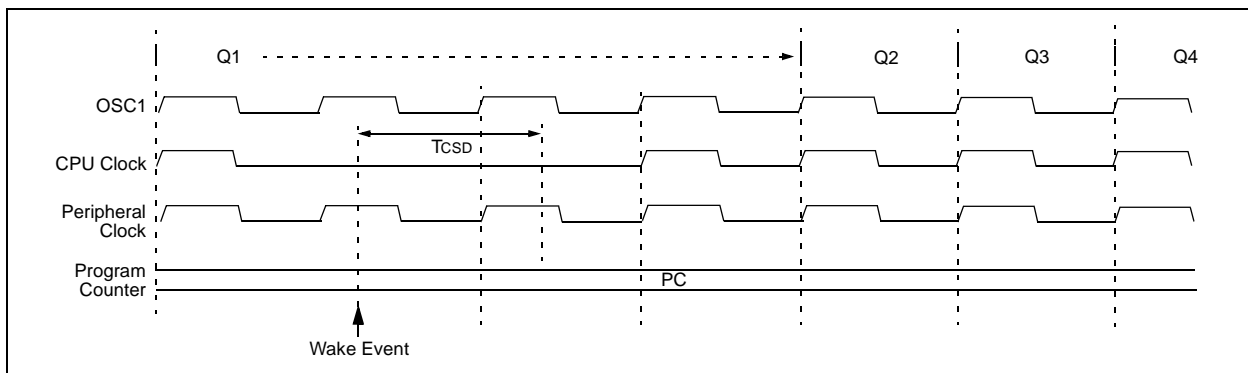 Q1
Q2
Q3
Q4
OSC1
TCSD
CPU Clock
Peripheral
Clock
Program
Counter
PC
Wake Event